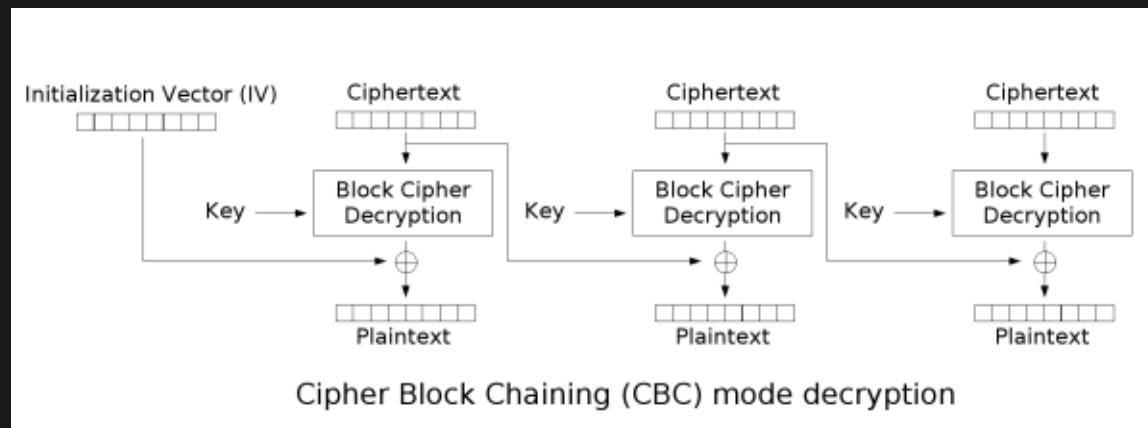 Initialization Vector (IV)
Ciphertext
Ciphertext
Ciphertext
Key
Block Cipher
Decryption
Key
Block Cipher
Decryption
Key
Block Cipher
Decryption
Plaintext
Plaintext
Plaintext
Cipher Block Chaining (CBC) mode decryption